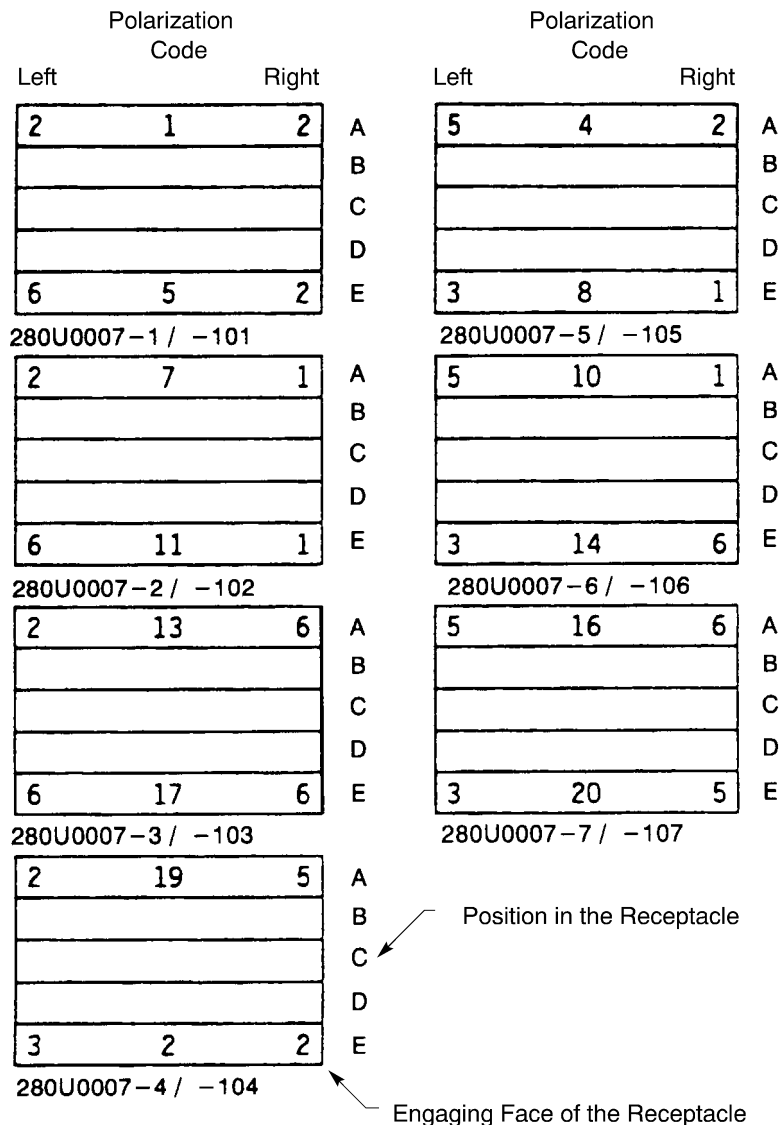 Polarization
Code
Left Right
2 1 2 A
B
C
D
6 5 2 E
280U0007-1 / -101
2 7 1 A
B
C
D
6 11 1 E
280U0007-2 / -102
2 13 6 A
B
C
D
6 17 6 E
280U0007-3 / -103
2 19 5 A
B
C
D
3 2 2 E
280U0007-4 / -104
Polarization
Code
Left Right
5 4 2 A
B
C
D
3 8 1 E
280U0007-5 / -105
5 10 1 A
B
C
D
3 14 6 E
280U0007-6 / -106
5 16 6 A
B
C
D
3 20 5 E
280U0007-7 / -107
Position in the Receptacle
Engaging Face of the Receptacle